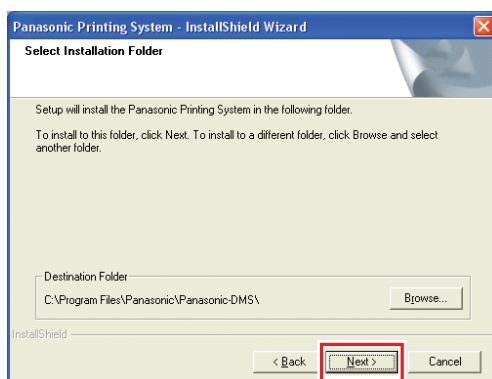 Panasonic Printing System - InstallShield Wizard
Select Installation Folder
Setup will install the Panasonic Printing System in the following folder.
To install to this folder, click Next. To install to a different folder, click Browse and select
another folder.
Destination Folder
C:\Program Files\Panasonic\Panasonic-DMS\
Browse...
InstallShield
< Back
Next >
Cancel